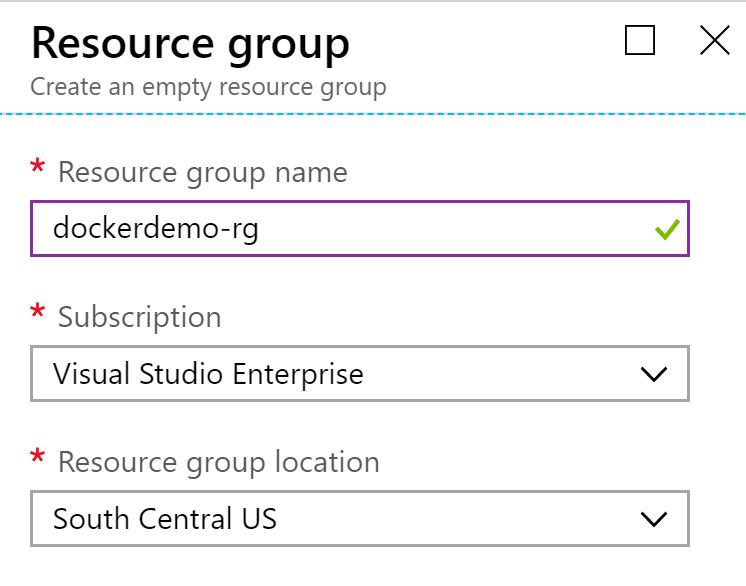 Resource group
Create an empty resource group
* Resource group name
dockerdemo-rg
* Subscription
Visual Studio Enterprise
* Resource group location
South Central US